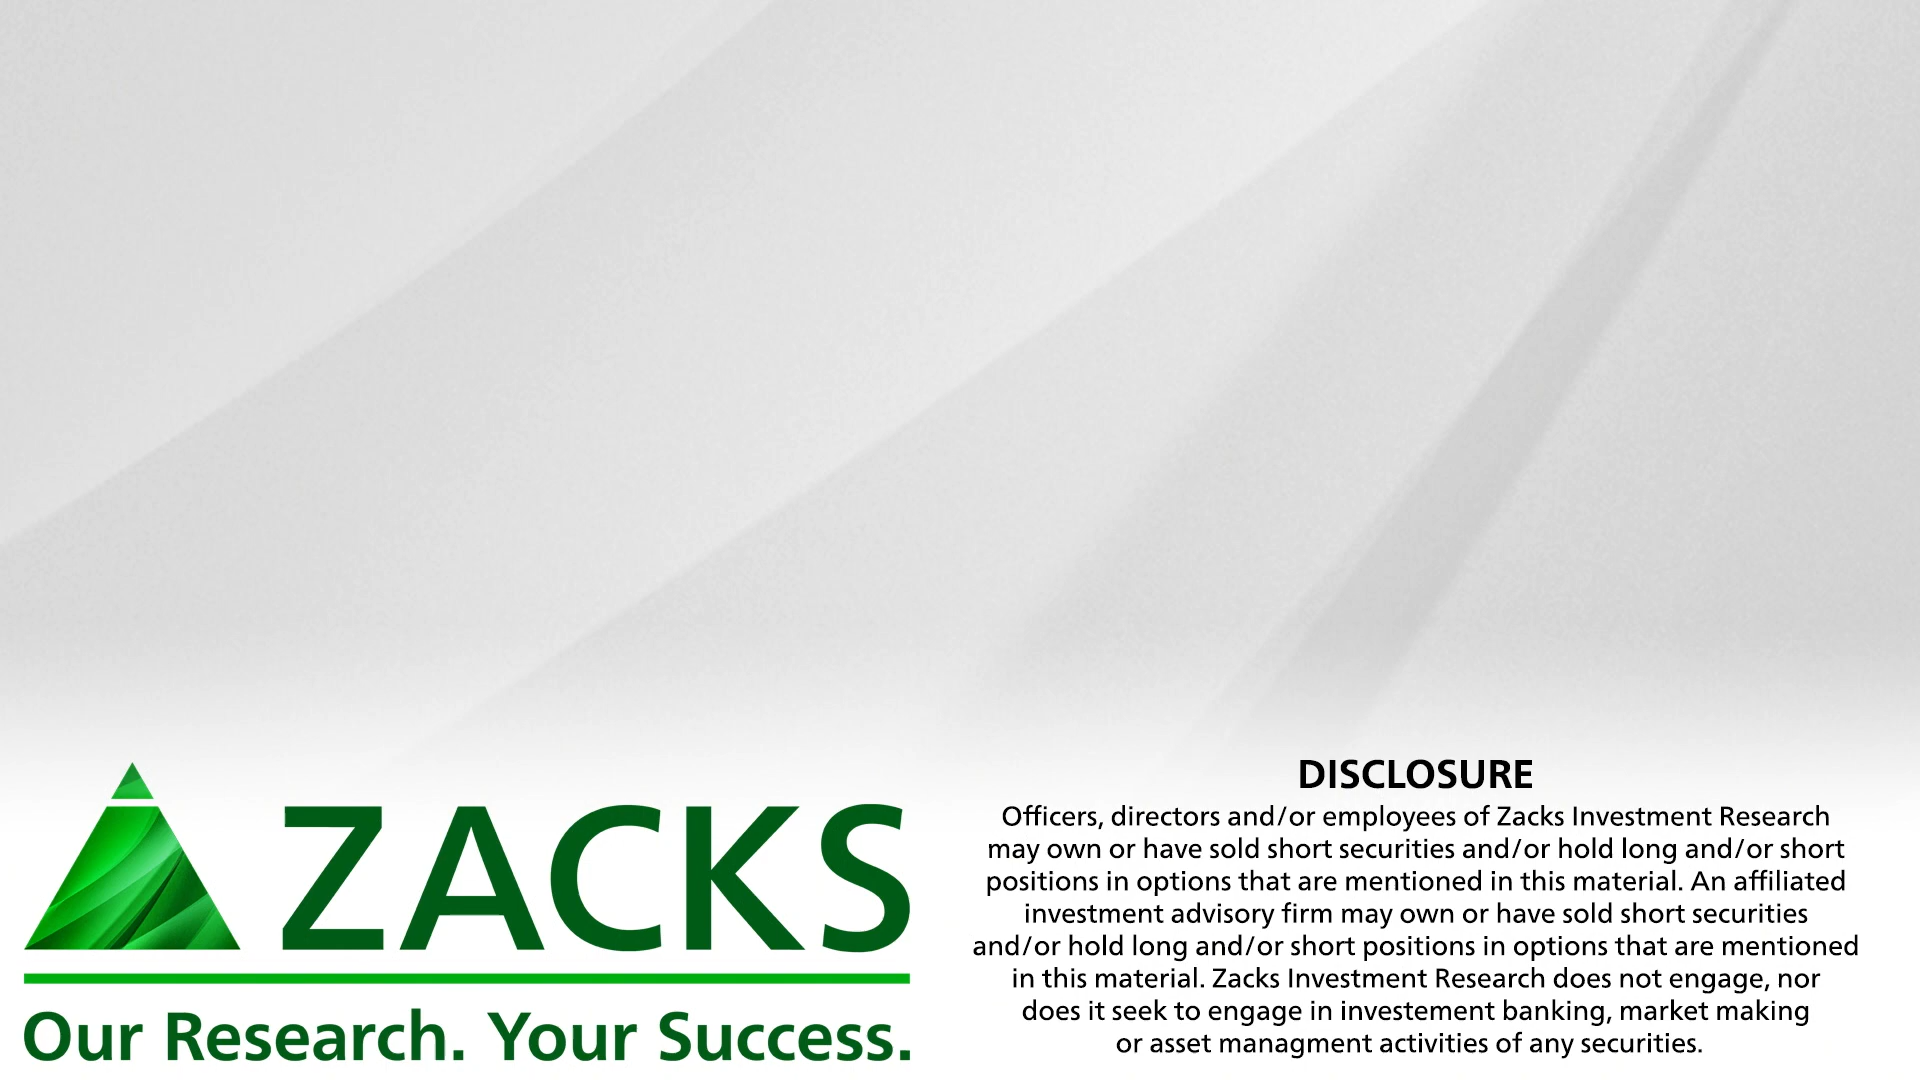 ZACKS
Our Research. Your Success.
DISCLOSURE
Officers, directors and/or employees of Zacks Investment Research
may own or have sold short securities and/or hold long and/or short
positions in options that are mentioned in this material. An affiliated
investment advisory firm may own or have sold short securities
and/or hold long and/or short positions in options that are mentioned
in this material. Zacks Investment Research does not engage, nor
does it seek to engage in investement banking, market making
or asset managment activities of any securities.